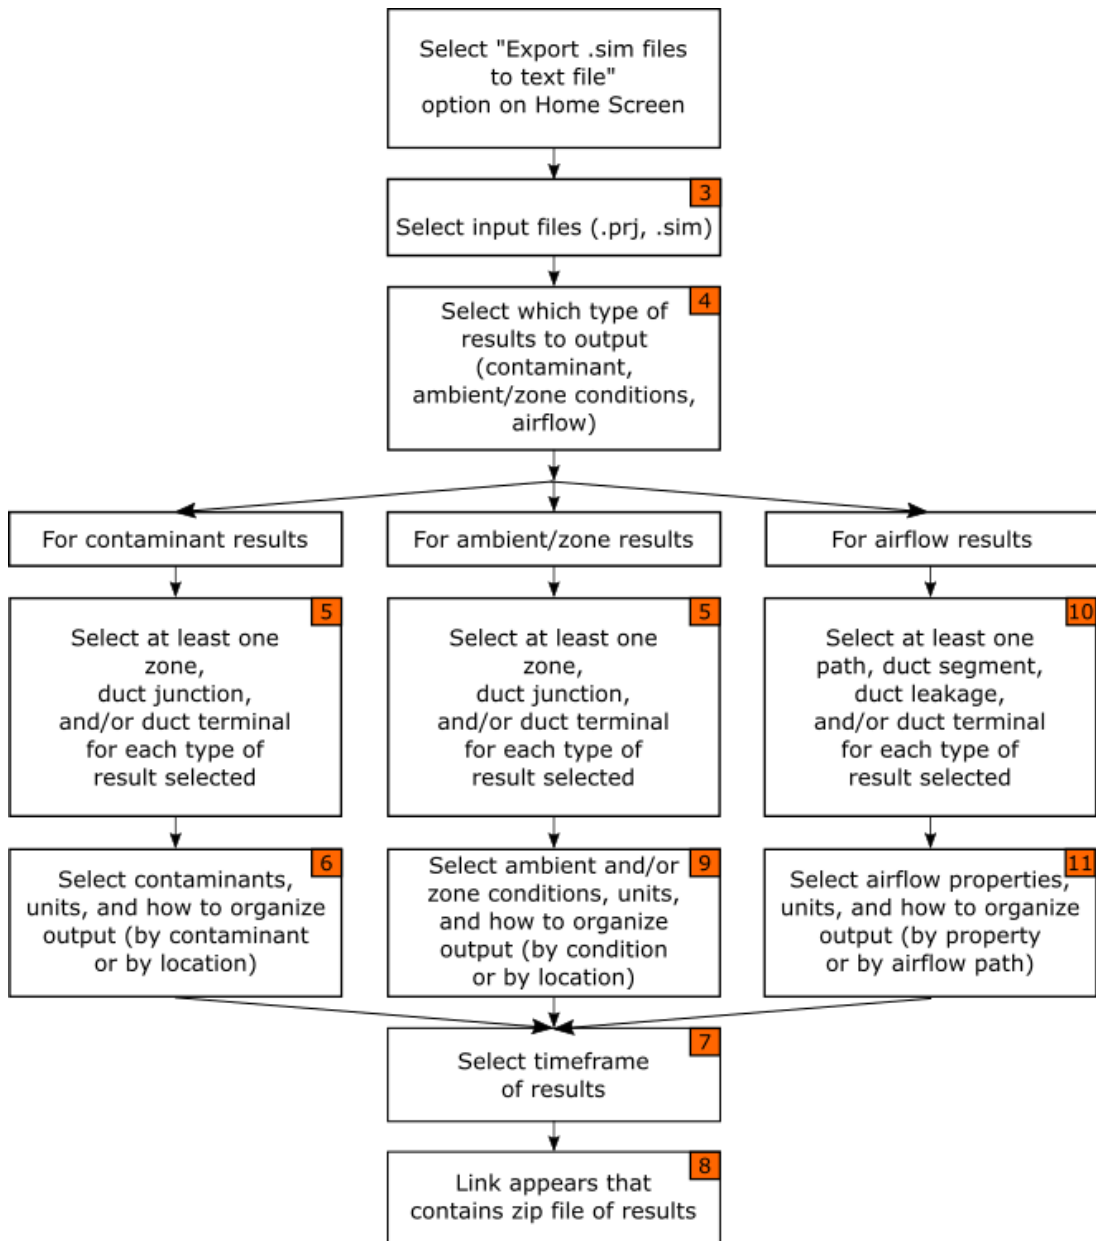 Select "Export .sim files
to text file"
option on Home Screen
3
Select input files (.prj, .sim)
4
Select which type of
results to output
(contaminant,
ambient/zone conditions,
airflow)
For contaminant results
For ambient/zone results
For airflow results
5
Select at least one
zone,
duct junction,
and/or duct terminal
for each type of
result selected
5
Select at least one
zone,
duct junction,
and/or duct terminal
for each type of
result selected
10
Select at least one
path, duct segment,
duct leakage,
and/or duct terminal
for each type of
result selected
6
Select contaminants,
units, and how to organize
output (by contaminant
or by location)
9
Select ambient and/or
zone conditions, units,
and how to organize
output (by condition
or by location)
11
Select airflow properties,
units, and how to organize
output (by property
or by airflow path)
7
Select timeframe
of results
8
Link appears that
contains zip file of results